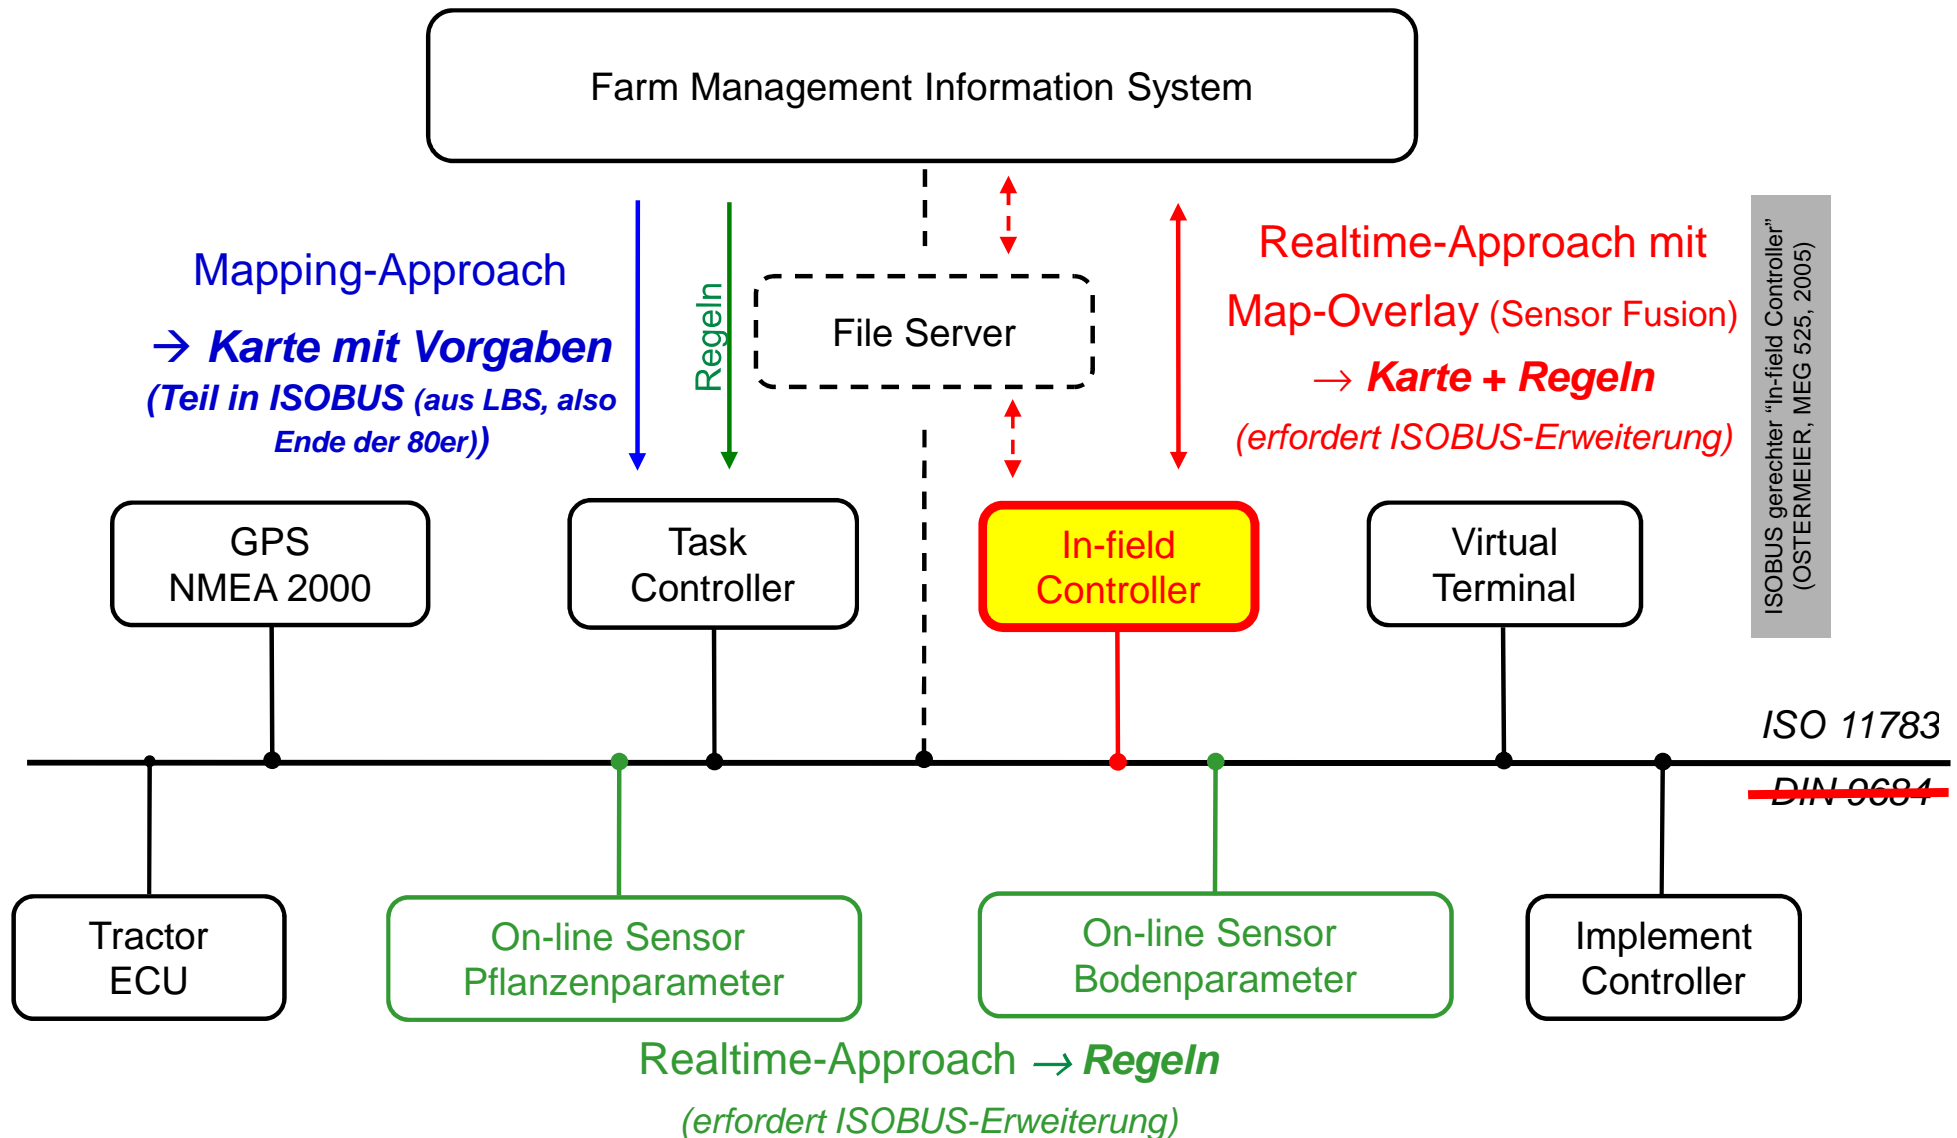 Farm Management Information System
Mapping-Approach
→ Karte mit Vorgaben
(Teil in ISOBUS (aus LBS, also
Ende der 80er))
Regeln
File Server
Realtime-Approach mit
Map-Overlay (Sensor Fusion)
→ Karte + Regeln
(erfordert ISOBUS-Erweiterung)
ISOBUS gerechter “In-field Controller”
(OSTERMEIER, MEG 525, 2005)
GPS
NMEA 2000
Task
Controller
In-field
Controller
Virtual
Terminal
ISO 11783
DIN 9684
Tractor
ECU
On-line Sensor
Pflanzenparameter
On-line Sensor
Bodenparameter
Implement
Controller
Realtime-Approach → Regeln
(erfordert ISOBUS-Erweiterung)